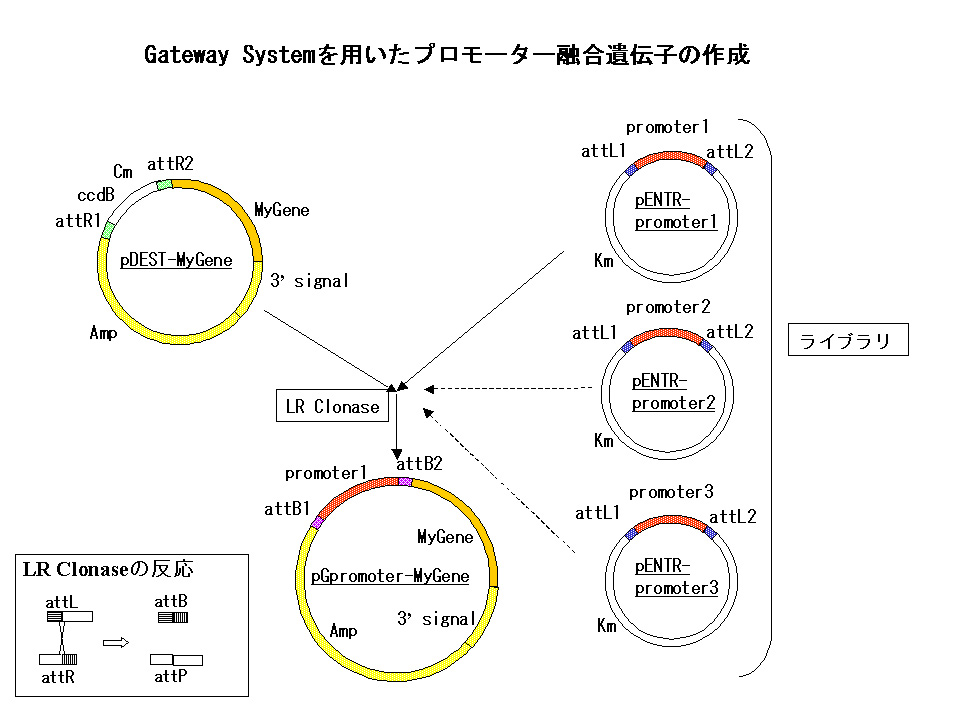 Gateway Systemを用いたプロモーター融合遺伝子の作成
attR2
Cm
ccdB
attR1
MyGene
pDEST-MyGene
3’ signal
Amp
promoter1
attL1
attL2
pENTR-
promoter1
Km
promoter2
attL1
attL2
pENTR-
promoter2
Km
ライブラリ
promoter3
attL1
attL2
pENTR-
promoter3
Km
LR Clonase
attB2
promoter1
attB1
MyGene
pGpromoter-MyGene
3’ signal
Amp
LR Clonaseの反応
attL
attB
attR
attP